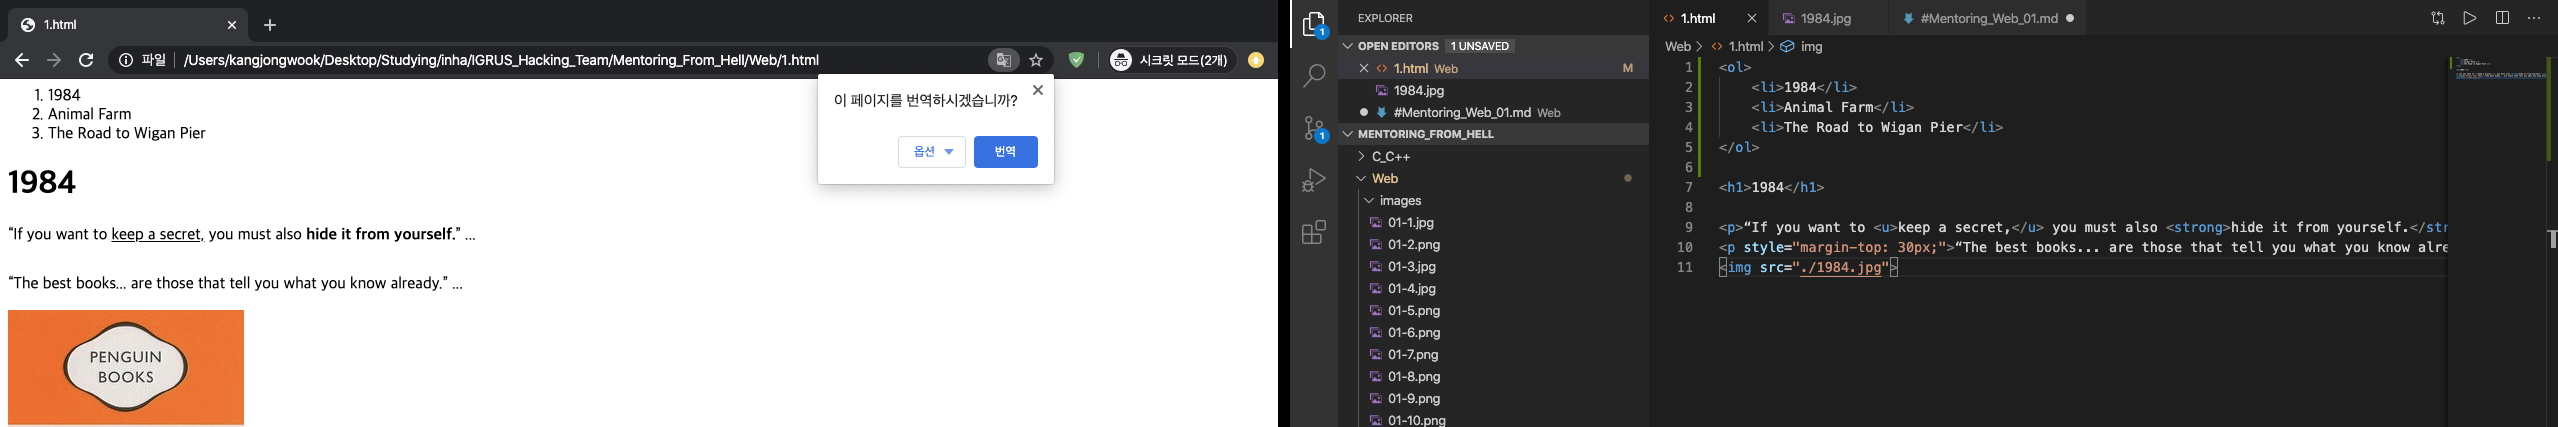 1.html
파일 /Users/kangjongwook/Desktop/Studying/inha/IGRUS_Hacking_Team/Mentoring_From_Hell/Web/1.html
시크릿 모드(2개)
이 페이지를 번역하시겠습니까?
옵션
번역
1. 1984
2. Animal Farm
3. The Road to Wigan Pier
1984
“If you want to keep a secret, you must also hide it from yourself.” ...
“The best books... are those that tell you what you know already.” ...
PENGUIN
BOOKS
EXPLORER
OPEN EDITORS 1 UNSAVED
1.html Web M
1984.jpg
#Mentoring_Web_01.md Web
MENTORING_FROM_HELL
C_C++
Web
images
01-1.jpg
01-2.png
01-3.jpg
01-4.jpg
01-5.png
01-6.png
01-7.png
01-8.png
01-9.png
01-10.png
1
1
1.html 1984.jpg #Mentoring_Web_01.md
Web > 1.html > img
1 <ol>
2 <li>1984</li>
3 <li>Animal Farm</li>
4 <li>The Road to Wigan Pier</li>
5 </ol>
6
7 <h1>1984</h1>
8
9 <p>“If you want to <u>keep a secret,</u> you must also <strong>hide it from yourself.</str
10 <p style="margin-top: 30px;">“The best books... are those that tell you what you know alre
11 <img src="./1984.jpg">